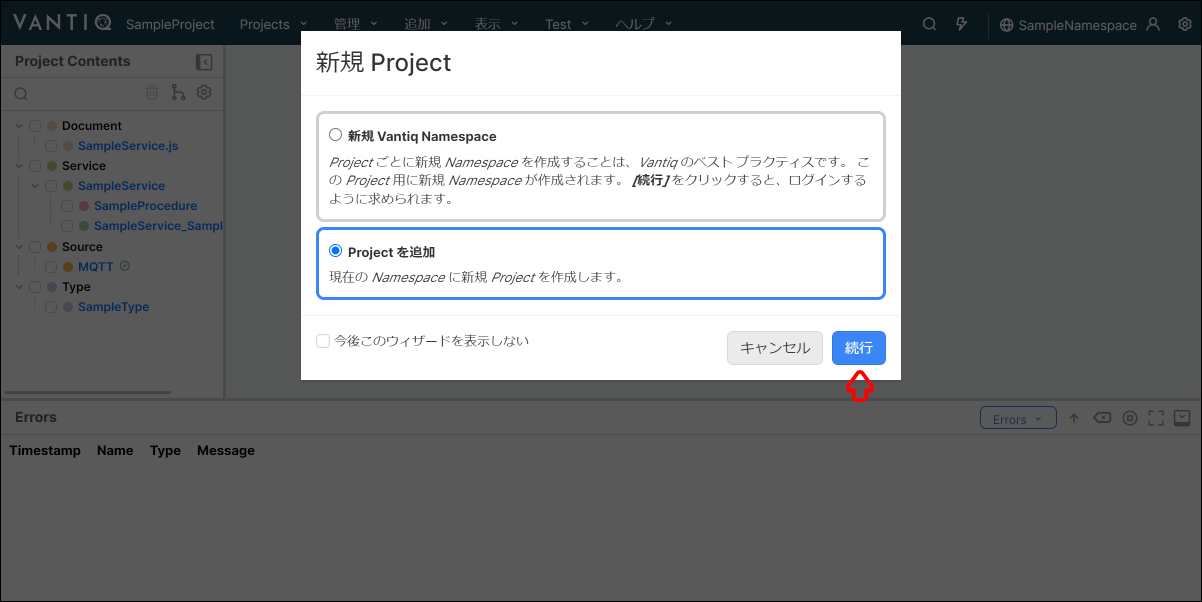 VANTIQ SampleProject Projects 管理 追加 表示 Test ヘルプ SampleNamespace
Project Contents
新規 Project
Document
SampleService.js
Service
SampleService
SampleProcedure
SampleService_Sampl
Source
MQTT
Type
SampleType
新規 Vantiq Namespace
Project ごとに新規 Namespace を作成することは、Vantiq のベスト プラクティスです。 こ
の Project 用に新規 Namespace が作成されます。 [続行] をクリックすると、ログインする
ように求められます。
Project を追加
現在の Namespace に新規 Project を作成します。
今後このウィザードを表示しない
キャンセル 続行
Errors Errors
Timestamp Name Type Message